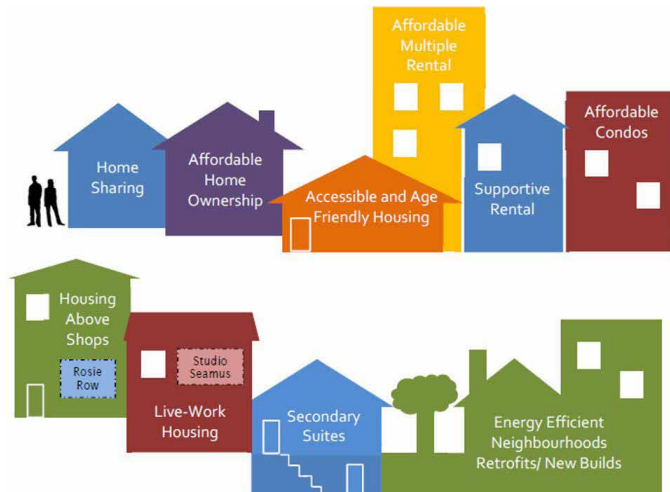 Home
Sharing
Affordable
Home
Ownership
Accessible and Age
Friendly Housing
Affordable
Multiple
Rental
Supportive
Rental
Affordable
Condos
Housing
Above
Shops
Rosie
Row
Studio
Seamus
Live-Work
Housing
Secondary
Suites
Energy Efficient
Neighbourhoods
Retrofits/ New Builds